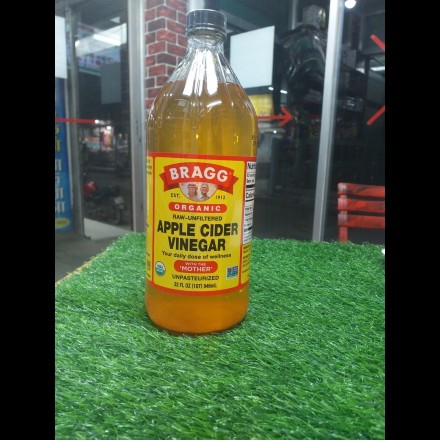 BRAGG
EST. 1912
ORGANIC
RAW-UNFILTERED
APPLE CIDER
VINEGAR
Your daily dose of wellness
WITH THE
'MOTHER'
UNPASTEURIZED
32 FL OZ (1QT) 946mL